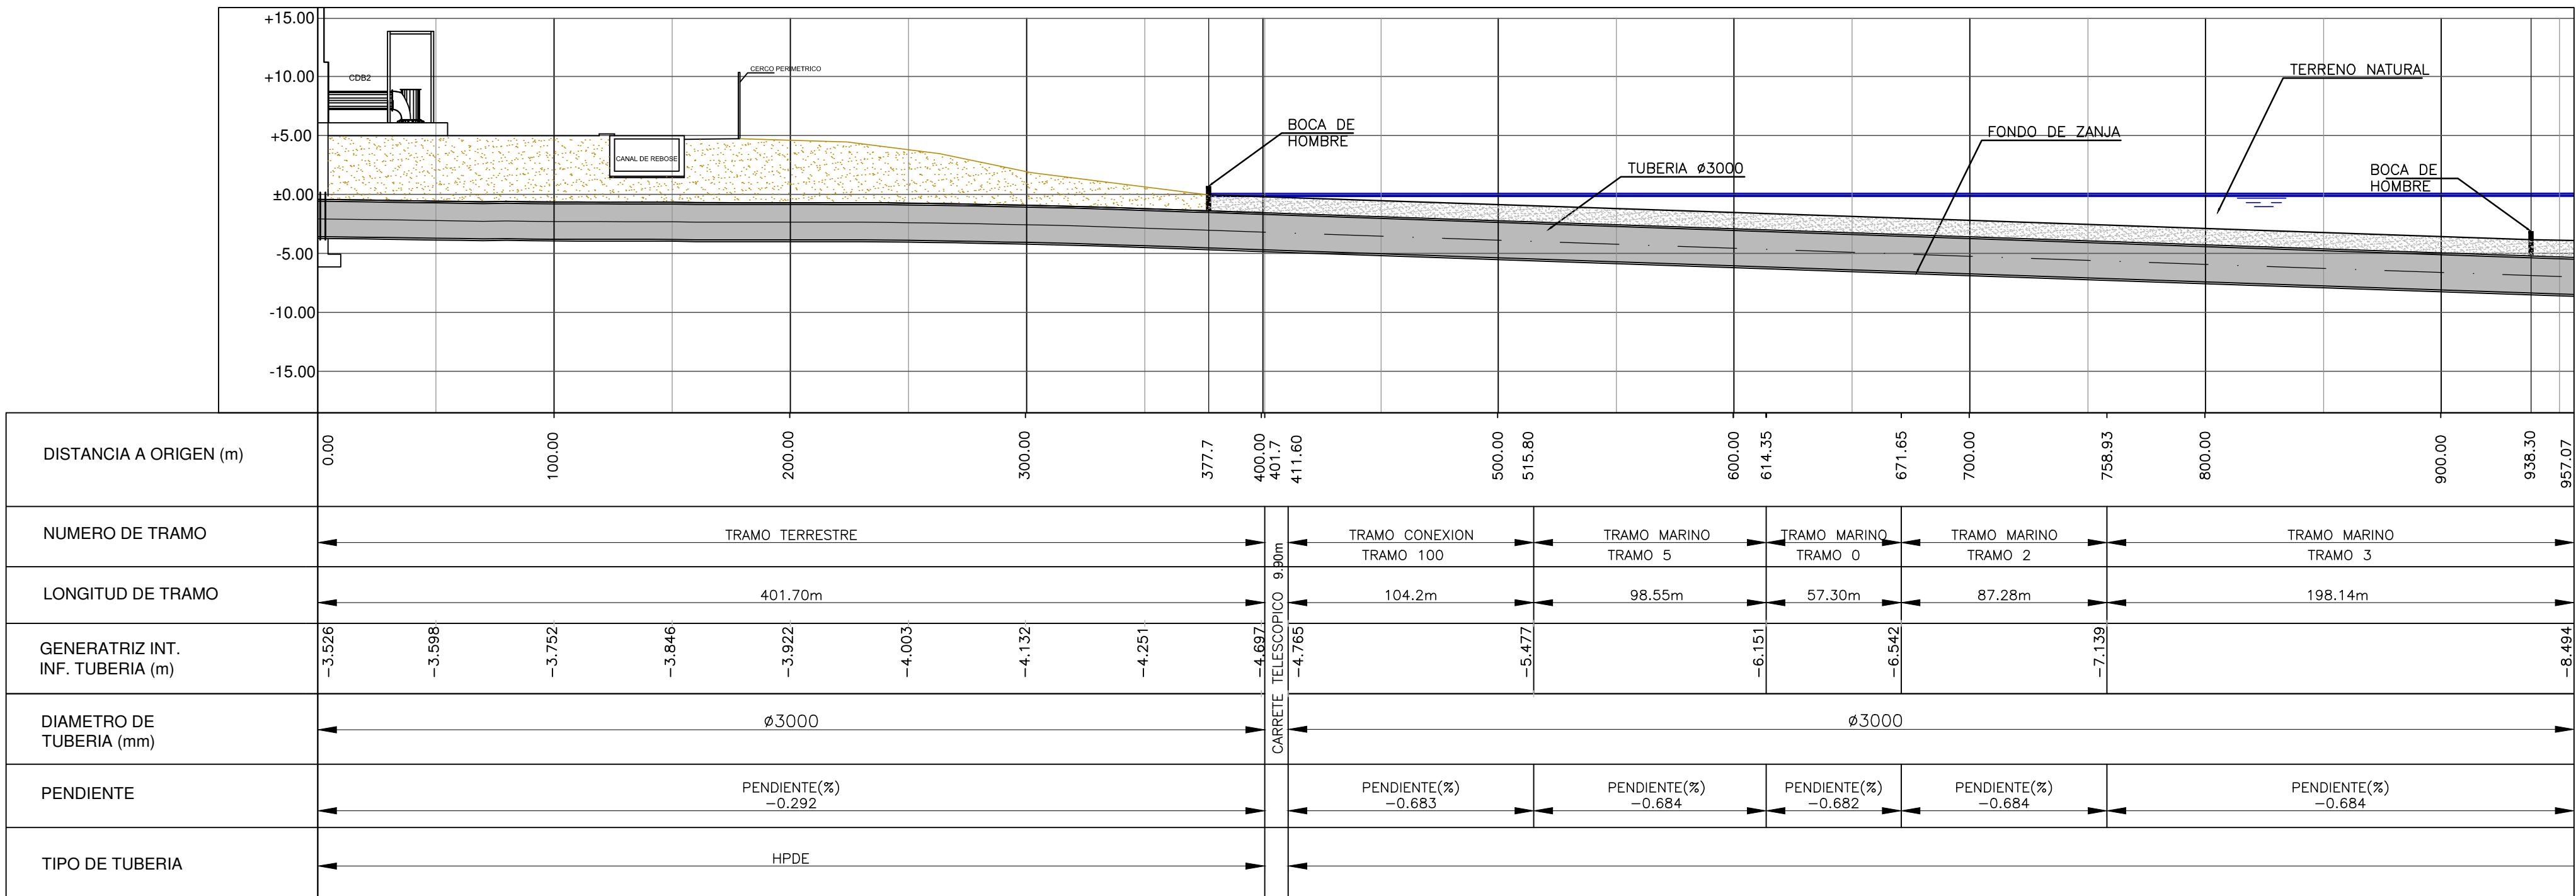 +15.00
+10.00
+5.00
±0.00
-5.00
-10.00
-15.00
CDB2
CERCO PERIMETRICO
CANAL DE REBOSE
BOCA DE
HOMBRE
TUBERIA ø3000
FONDO DE ZANJA
TERRENO NATURAL
BOCA DE
HOMBRE
DISTANCIA A ORIGEN (m)
0.00
100.00
200.00
300.00
377.7
400.00
401.7
411.60
500.00
515.80
600.00
614.35
671.65
700.00
758.93
800.00
900.00
938.30
957.07
NUMERO DE TRAMO
TRAMO TERRESTRE
CARRETE TELESCOPICO 9.90m
TRAMO CONEXION
TRAMO 100
TRAMO MARINO
TRAMO 5
TRAMO MARINO
TRAMO 0
TRAMO MARINO
TRAMO 2
TRAMO MARINO
TRAMO 3
LONGITUD DE TRAMO
401.70m
104.2m
98.55m
57.30m
87.28m
198.14m
GENERATRIZ INT.
INF. TUBERIA (m)
-3.526
-3.598
-3.752
-3.846
-3.922
-4.003
-4.132
-4.251
-4.697
-4.765
-5.477
-6.151
-6.542
-7.139
-8.494
DIAMETRO DE
TUBERIA (mm)
ø3000
ø3000
PENDIENTE
PENDIENTE(%)
-0.292
PENDIENTE(%)
-0.683
PENDIENTE(%)
-0.684
PENDIENTE(%)
-0.682
PENDIENTE(%)
-0.684
PENDIENTE(%)
-0.684
TIPO DE TUBERIA
HPDE